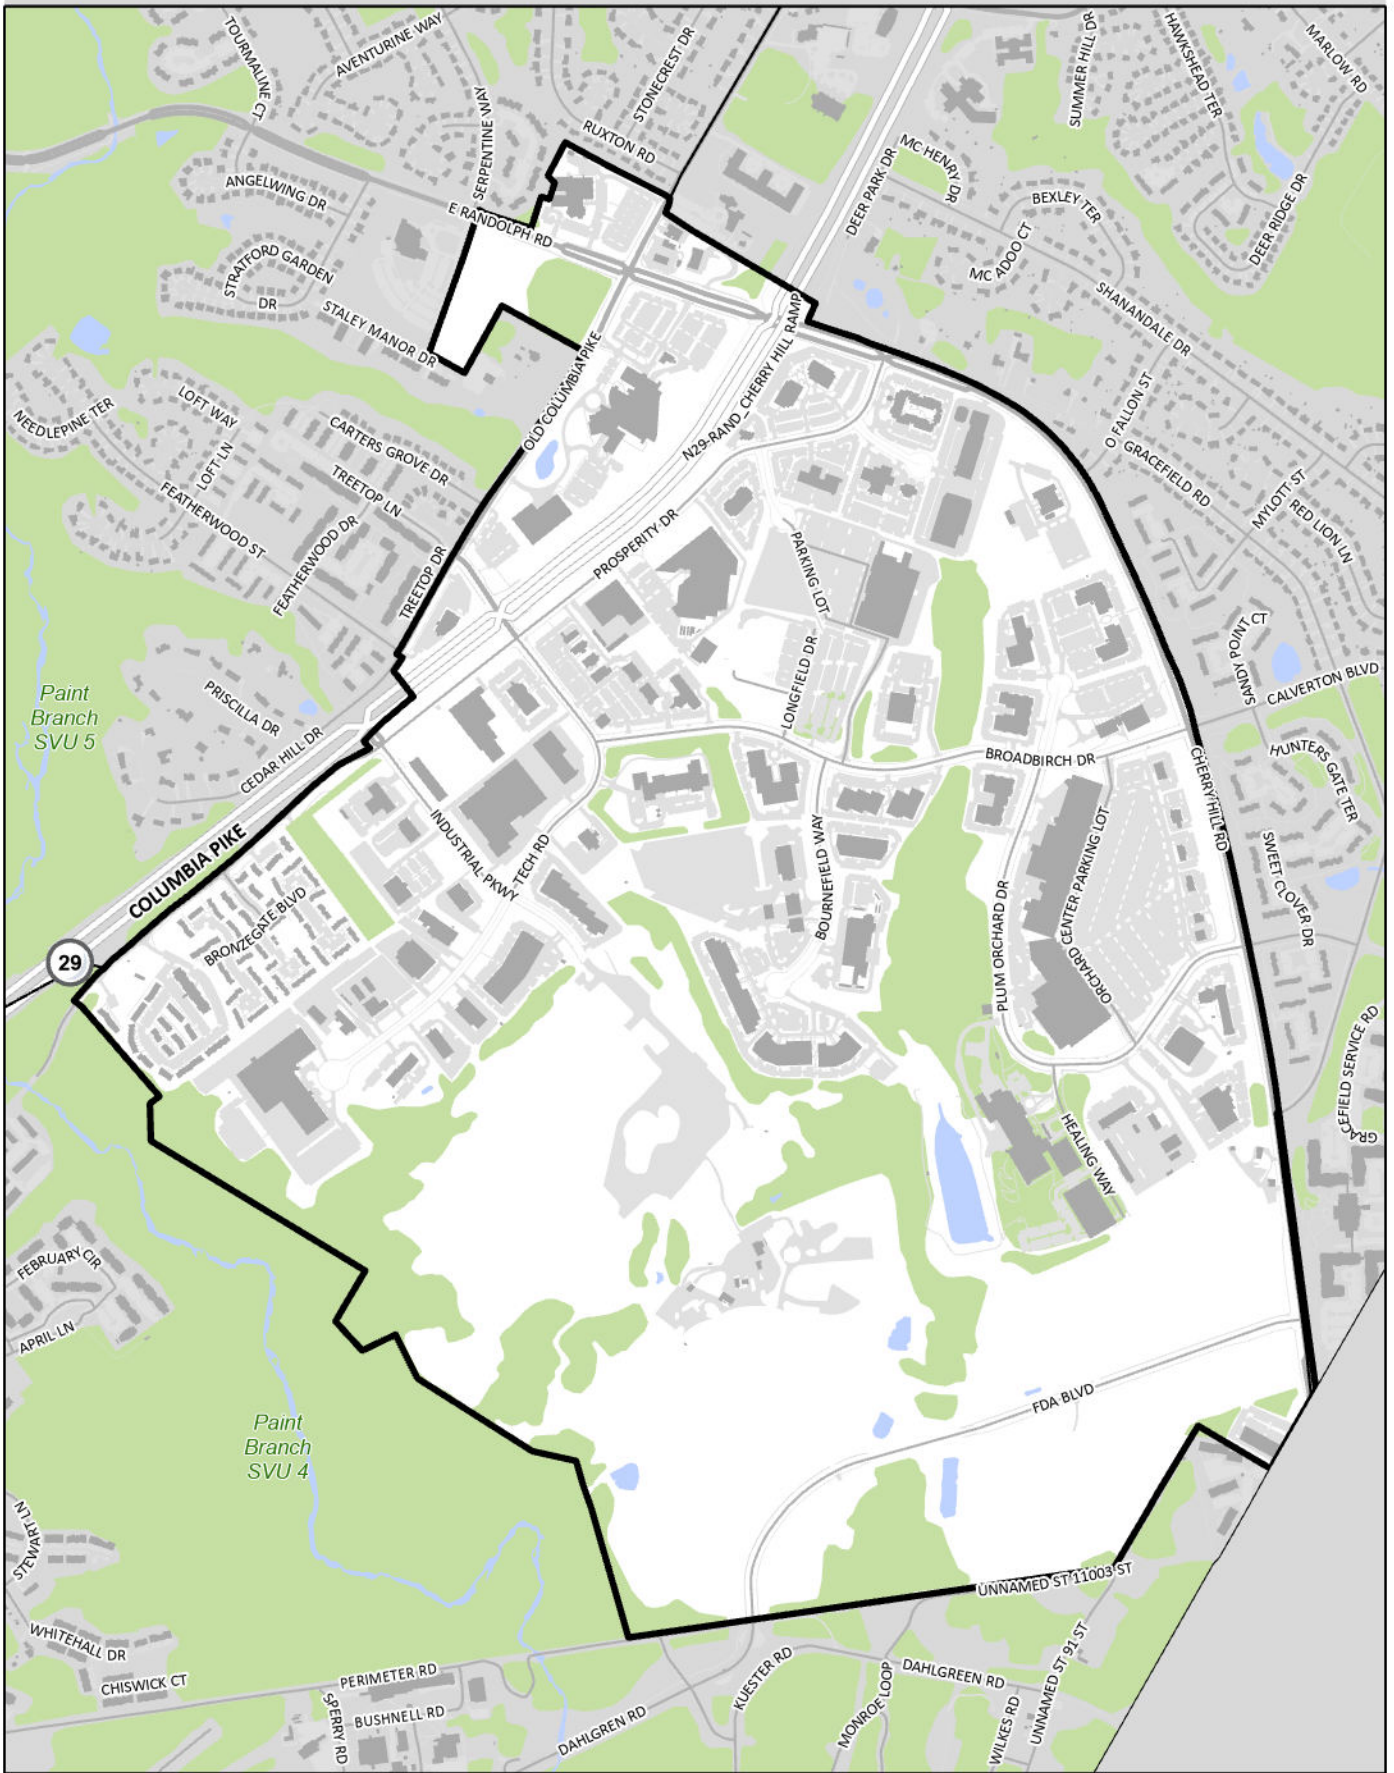 TOURMALINE CT
AVENTURINE WAY
SERPENTINE WAY
STONECREST DR
RUXTON RD
SUMMER HILL DR
HAWKSHEAD TER
MARLOW RD
DEER PARK DR
MC HENRY DR
BEXLEY TER
MC ADOO CT
DEER RIDGE DR
SHANANDALE DR
ANGELWING DR
E RANDOLPH RD
STRATFORD GARDEN
DR
STALEY MANOR DR
OLD COLUMBIA PIKE
N29-RAND_CHERRY HILL RAMP
O FALLON ST
GRACEFIELD RD
MYLOTT ST
RED LION LN
NEEDLEPINE TER
LOFT WAY
LOFT LN
CARTERS GROVE DR
TREETOP LN
FEATHERWOOD ST
FEATHERWOOD DR
TREETOP DR
PROSPERITY DR
PARKING LOT
LONGFIELD DR
SANDY POINT CT
CALVERTON BLVD
Paint
Branch
SVU 5
PRISCILLA DR
CEDAR HILL DR
BROADBIRCH DR
CHERRY HILL RD
HUNTERS GATE TER
SWEET CLOVER DR
COLUMBIA PIKE
29
INDUSTRIAL PKWY
TECH RD
BRONZEGATE BLVD
BOURNEFIELD WAY
PLUM ORCHARD DR
ORCHARD CENTER PARKING LOT
GRACEFIELD SERVICE RD
GRA
HEALING WAY
FEBRUARY CIR
APRIL LN
FDA BLVD
Paint
Branch
SVU 4
STEWART LN
UNNAMED ST 11003 ST
WHITEHALL DR
CHISWICK CT
PERIMETER RD
SPERRY RD
BUSHNELL RD
DAHLGREN RD
KUESTER RD
MONROE LOOP
DAHLGREEN RD
WILKES RD
UNNAMED ST 91 ST